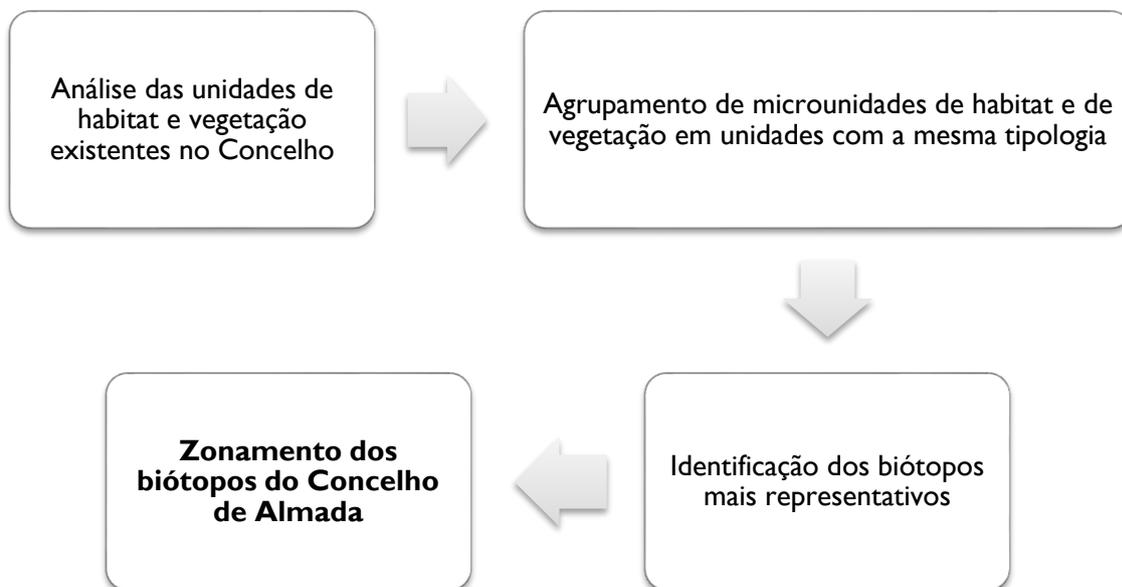 Análise das unidades de
habitat e vegetação
existentes no Concelho
Agrupamento de microunidades de habitat e de
vegetação em unidades com a mesma tipologia
Identificação dos biótopos
mais representativos
Zonamento dos
biótopos do Concelho
de Almada